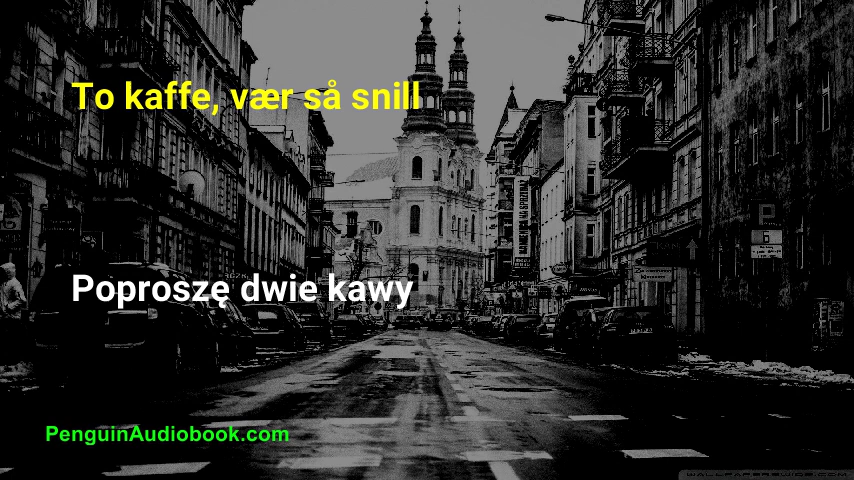 To kaffe, vær så snill
Poproszę dwie kawy
PenguinAudiobook.com